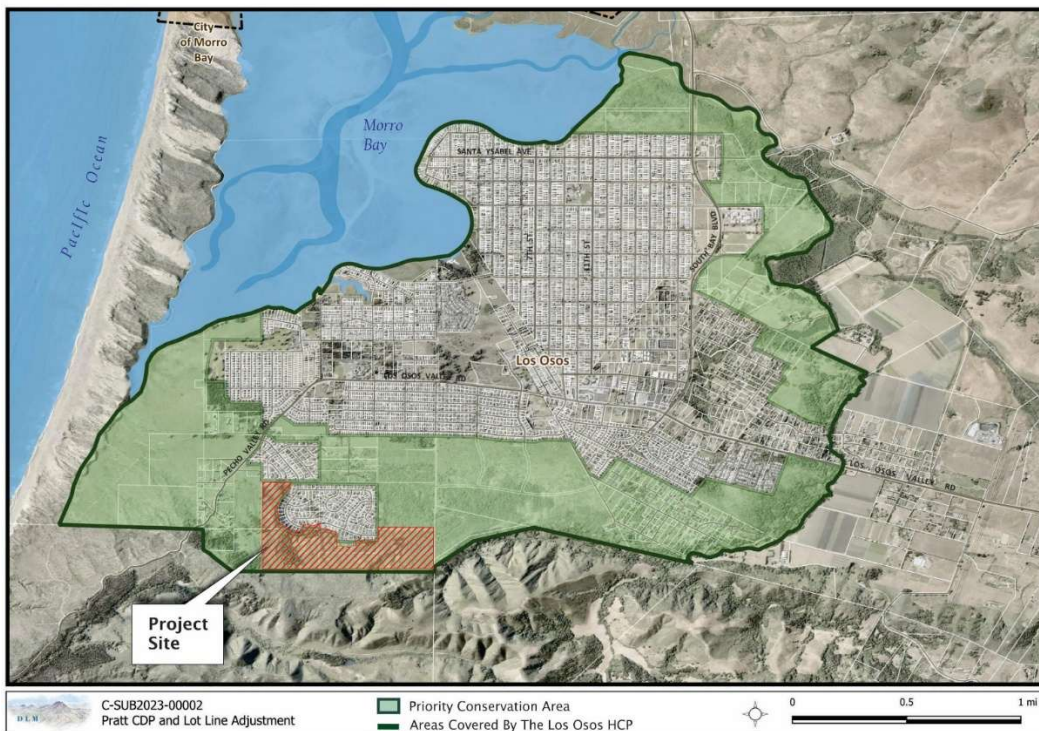 City
of Morro
Bay
Pacific Ocean
Morro
Bay
SANTA YSABEL AVE
7TH ST
11TH ST
SOUTH BAY BLVD
Los Osos
LOS OSOS VALLEY RD
PECHO VALLEY RD
LOS OSOS VALLEY RD
Project
Site
DLM
C-SUB2023-00002
Pratt CDP and Lot Line Adjustment
Priority Conservation Area
Areas Covered By The Los Osos HCP
0 0.5 1 mi